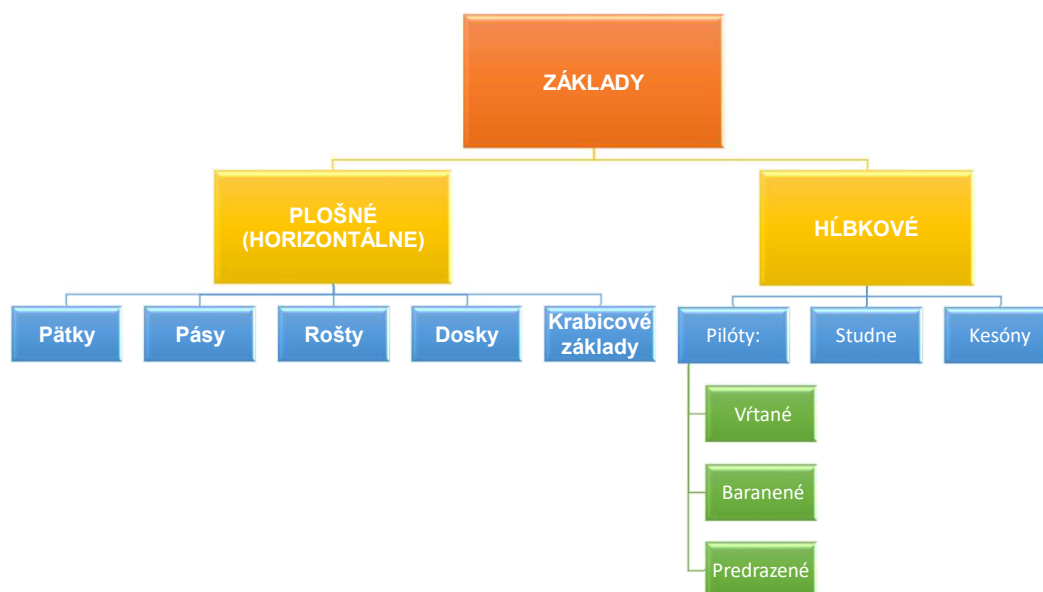 ZÁKLADY
PLOŠNÉ
(HORIZONTÁLNE)
HĹBKOVÉ
Pätky
Pásy
Rošty
Dosky
Krabicové
základy
Pilóty:
Studne
Kesóny
Vŕtané
Baranené
Predrazené